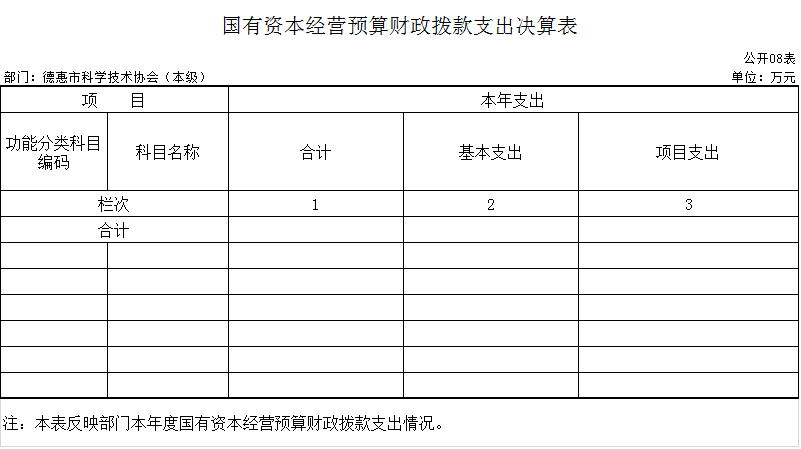 国有资本经营预算财政拨款支出决算表
公开08表
部门：德惠市科学技术协会（本级） 单位：万元
项 目 本年支出
功能分类科目编码 科目名称 合计 基本支出 项目支出
栏次 1 2 3
合计
注：本表反映部门本年度国有资本经营预算财政拨款支出情况。